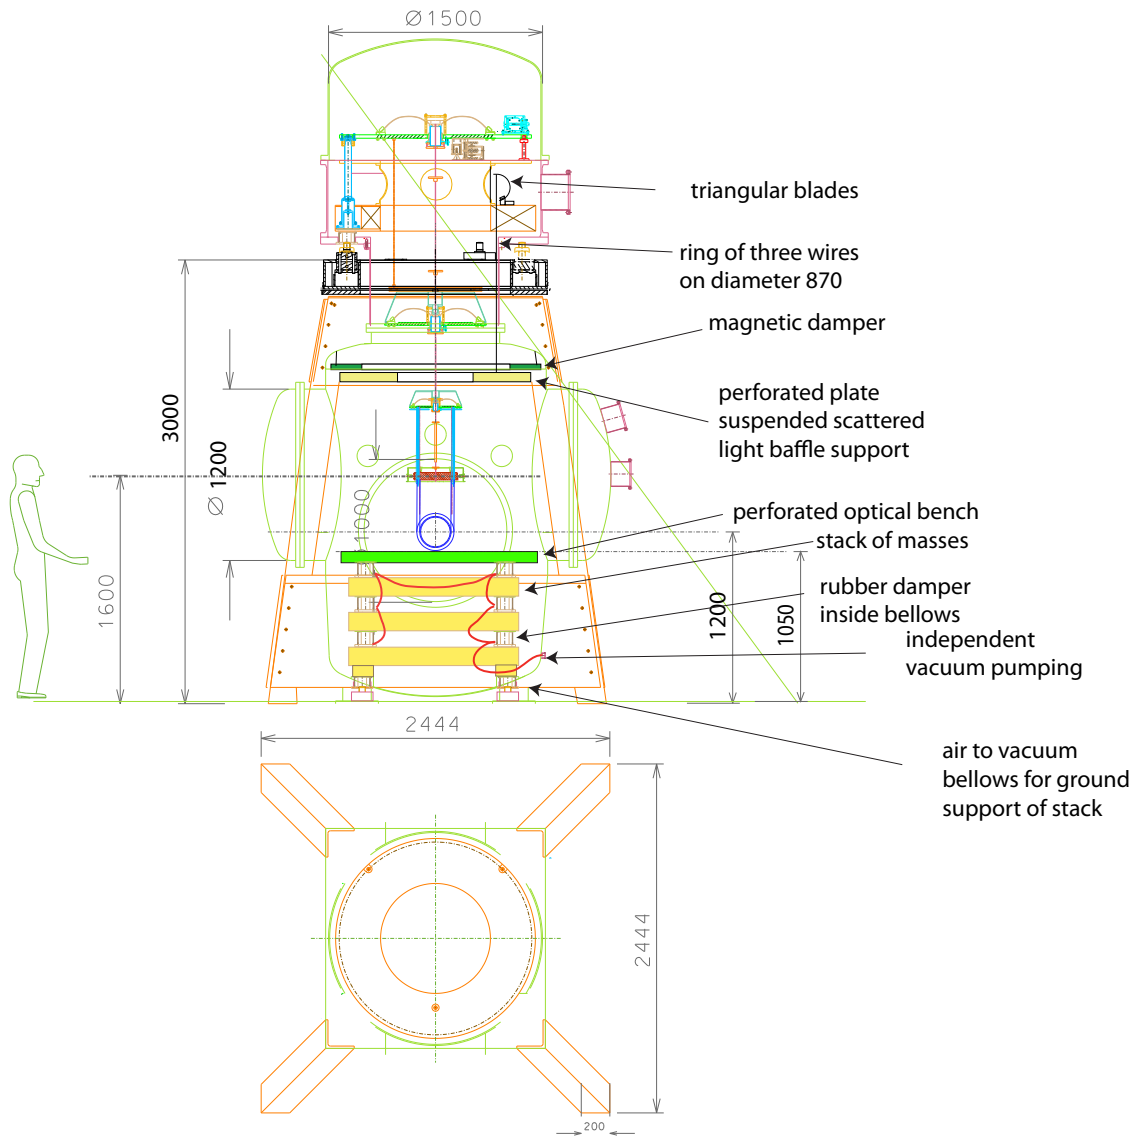 Ø1500
triangular blades
ring of three wires
on diameter 870
magnetic damper
perforated plate
suspended scattered
light baffle support
3000
Ø 1200
1000
perforated optical bench
stack of masses
rubber damper
inside bellows
independent
vacuum pumping
1600
1200
1050
air to vacuum
bellows for ground
support of stack
2444
2444
200